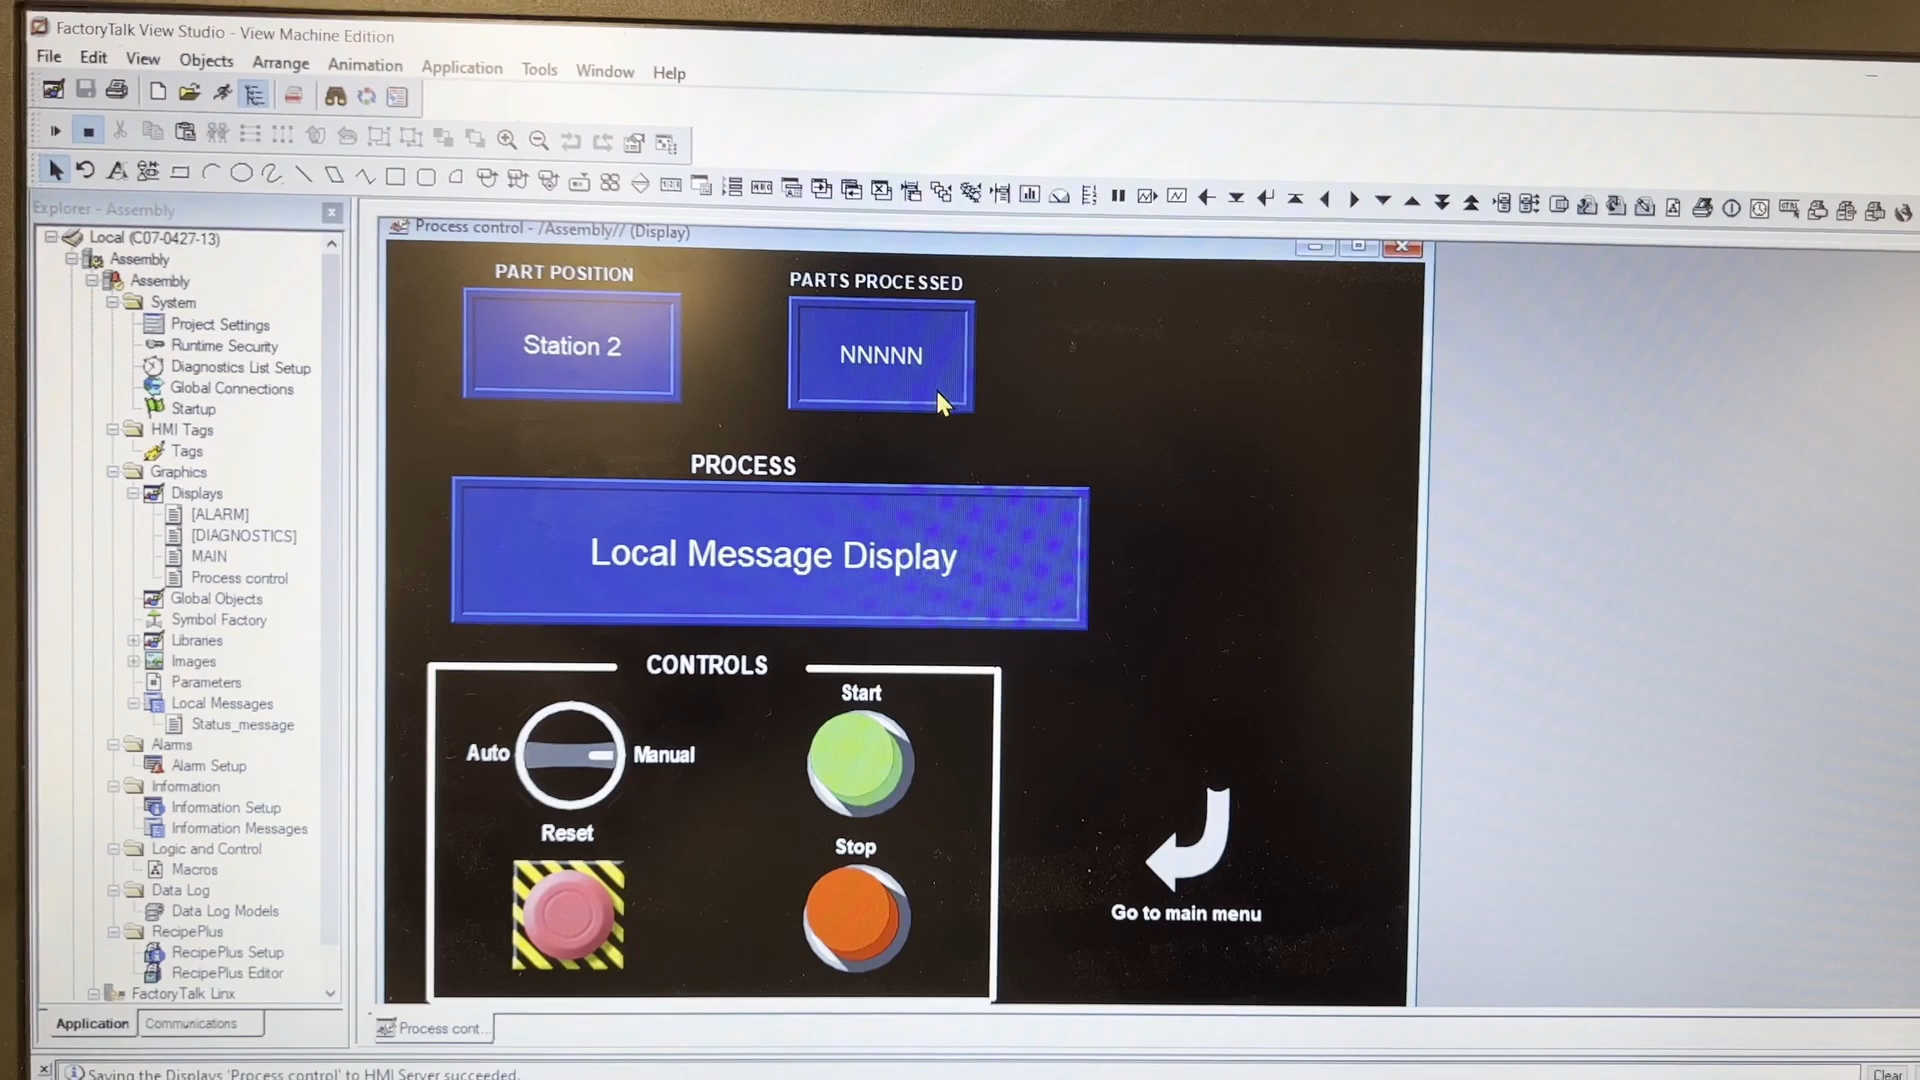 FactoryTalk View Studio - View Machine Edition
File Edit View Objects Arrange Animation Application Tools Window Help
Explorer - Assembly
Local (C07-0427-13)
Assembly
Assembly
System
Project Settings
Runtime Security
Diagnostics List Setup
Global Connections
Startup
HMI Tags
Tags
Graphics
Displays
[ALARM]
[DIAGNOSTICS]
MAIN
Process control
Global Objects
Symbol Factory
Libraries
Images
Parameters
Local Messages
Status_message
Alarms
Alarm Setup
Information
Information Setup
Information Messages
Logic and Control
Macros
Data Log
Data Log Models
RecipePlus
RecipePlus Setup
RecipePlus Editor
FactoryTalk Linx
Application Communications
Process control - /Assembly// (Display)
PART POSITION
PARTS PROCESSED
Station 2
NNNNN
PROCESS
Local Message Display
CONTROLS
Start
Auto
Manual
Reset
Stop
Go to main menu
Process cont...
Saving the Displays 'Process control' to HMI Server succeeded.
Clear